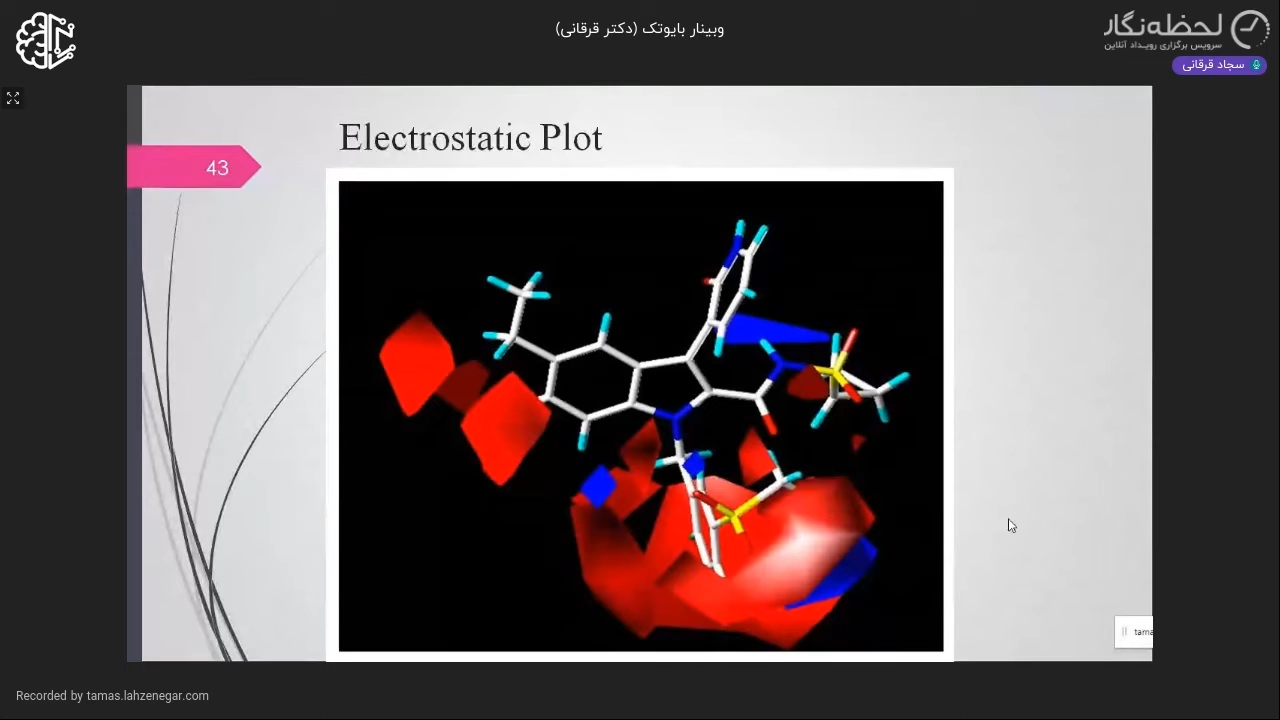 وبینار بایوتک (دکتر قرقانی)
لحظه‌نگار
سرویس برگزاری رویداد آنلاین
سجاد قرقانی
Electrostatic Plot
43
tama
Recorded by tamas.lahzenegar.com